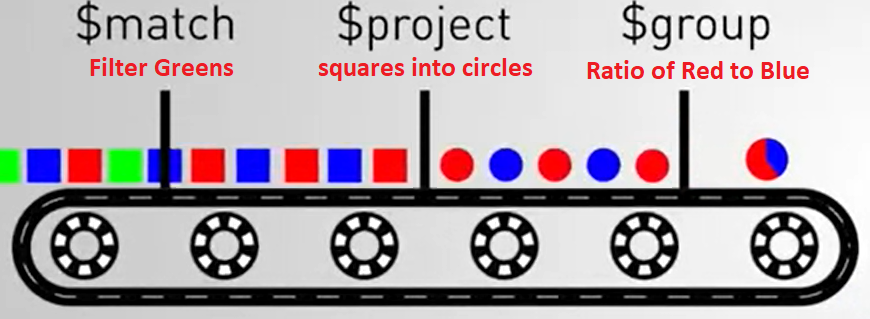 $match $project $group
Filter Greens squares into circles Ratio of Red to Blue